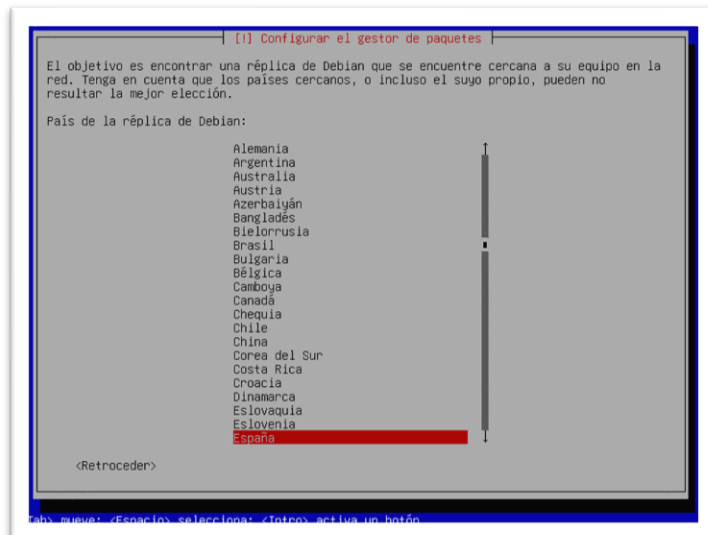 [!] Configurar el gestor de paquetes
El objetivo es encontrar una réplica de Debian que se encuentre cercana a su equipo en la
red. Tenga en cuenta que los países cercanos, o incluso el suyo propio, pueden no
resultar la mejor elección.
País de la réplica de Debian:
Alemania
Argentina
Australia
Austria
Azerbaiyán
Bangladés
Bielorrusia
Brasil
Bulgaria
Bélgica
Camboya
Canadá
Chequia
Chile
China
Corea del Sur
Costa Rica
Croacia
Dinamarca
Eslovaquia
Eslovenia
España
<Retroceder>
Tab> mueve; <Espacio> selecciona; <Intro> activa un botón